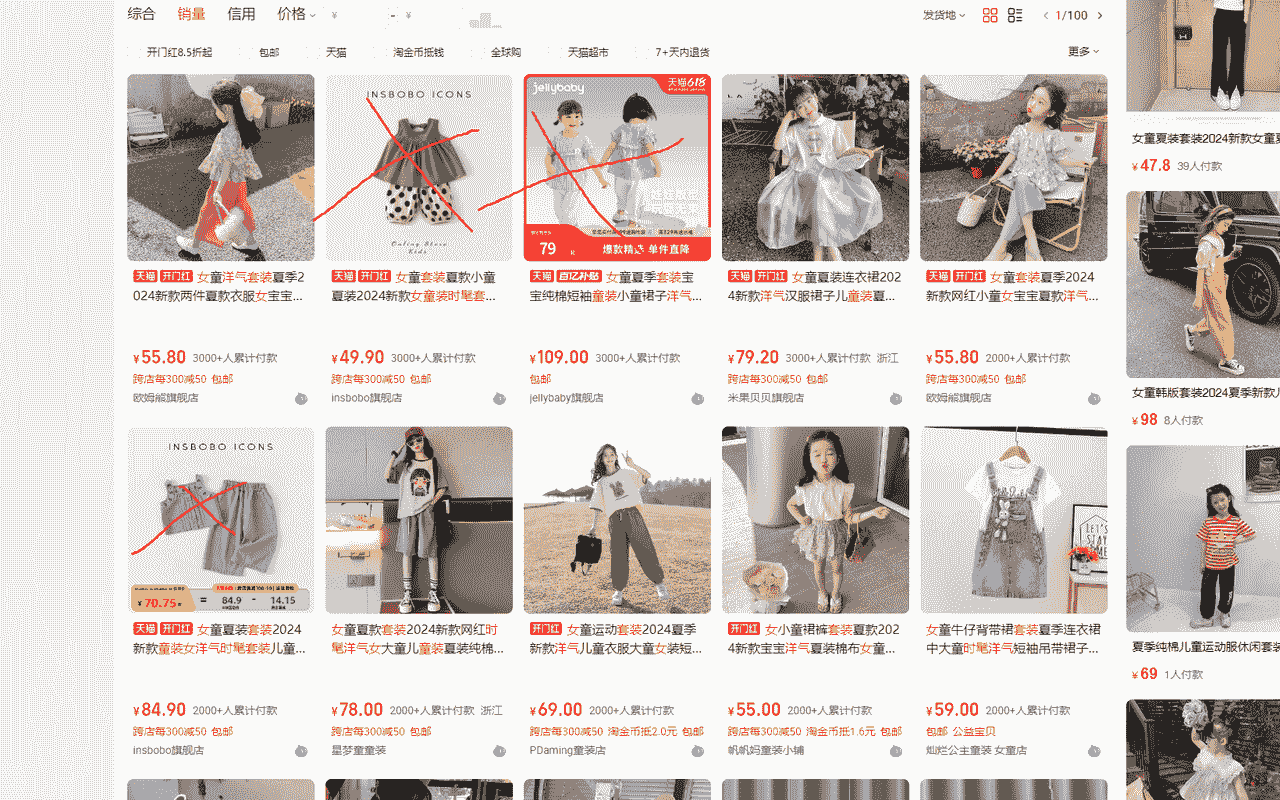 综合 销量 信用 价格 ¥ - ¥ 发货地 1/100
开门红8.5折起 包邮 天猫 淘金币抵钱 全球购 天猫超市 7+天内退货 更多
INSBOBO ICONS
Online Store
Kids
jellybaby
天猫618
79
爆款精选 单件直降
天猫 开门红 女童洋气套装夏季2
024新款两件夏款衣服女宝宝...
¥55.80 3000+人累计付款
跨店每300减50 包邮
欧姆熊旗舰店
天猫 开门红 女童套装夏款小童
夏装2024新款女童装时髦套...
¥49.90 3000+人累计付款
跨店每300减50 包邮
insbobo旗舰店
天猫 百亿补贴 女童夏季套装宝
宝纯棉短袖童装小童裙子洋气...
¥109.00 3000+人累计付款
包邮
jellybaby旗舰店
天猫 开门红 女童夏装连衣裙202
4新款洋气汉服裙子儿童装夏...
¥79.20 3000+人累计付款 浙江
跨店每300减50 包邮
米果贝贝旗舰店
天猫 开门红 女童套装夏季2024
新款网红小童女宝宝夏款洋气...
¥55.80 2000+人累计付款
跨店每300减50 包邮
欧姆熊旗舰店
INSBOBO ICONS
¥70.75 = 84.9 - 14.15
LET'S
STAY
HOME
天猫 开门红 女童夏装套装2024
新款童装女洋气时髦套装儿童...
¥84.90 2000+人累计付款
跨店每300减50 包邮
insbobo旗舰店
女童夏款套装2024新款网红时
髦洋气女大童儿童装夏装纯棉...
¥78.00 2000+人累计付款 浙江
跨店每300减50 包邮
星梦童童装
开门红 女童运动套装2024夏季
新款洋气儿童衣服大童女装短...
¥69.00 2000+人累计付款
跨店每300减50 淘金币抵2.0元 包邮
PDaming童装店
开门红 女小童裙裤套装夏款202
4新款宝宝洋气夏装棉布女童...
¥55.00 2000+人累计付款
跨店每300减50 淘金币抵1.6元 包邮
帆帆妈童装小铺
女童牛仔背带裙套装夏季连衣裙
中大童时髦洋气短袖吊带裙子...
¥59.00 2000+人累计付款
包邮 公益宝贝
灿烂公主童装 女童店
女童夏装套装2024新款女童夏
¥47.8 39人付款
女童韩版套装2024夏季新款儿
¥98 8人付款
夏季纯棉儿童运动服休闲套装
¥69 1人付款